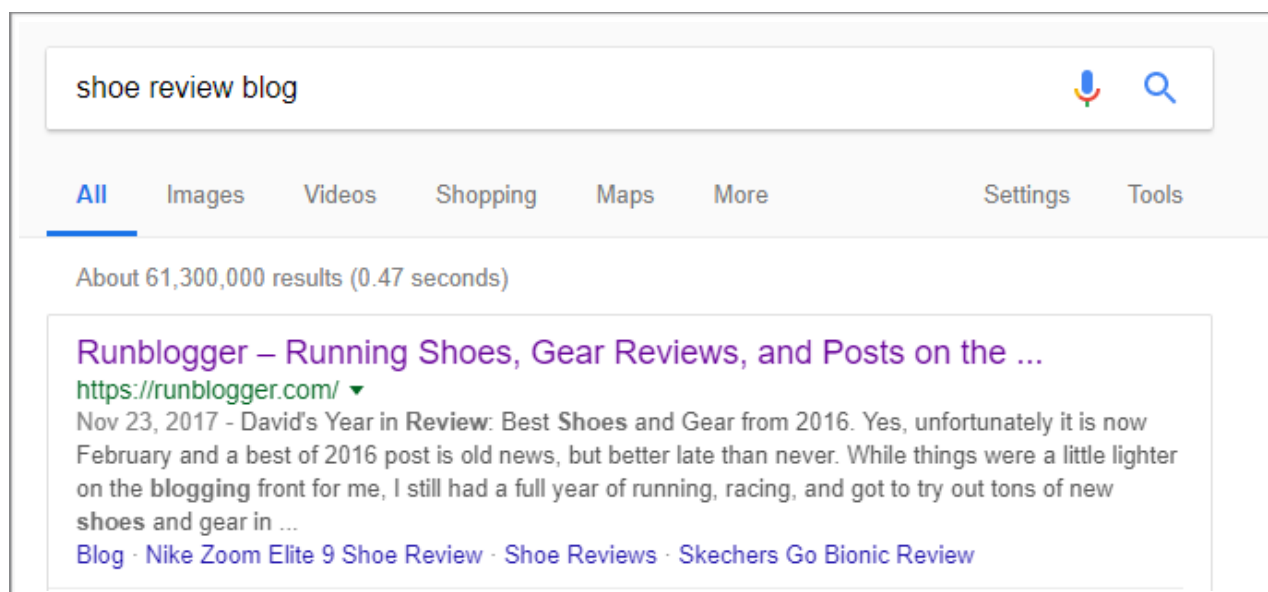 shoe review blog
All Images Videos Shopping Maps More Settings Tools
About 61,300,000 results (0.47 seconds)
Runblogger – Running Shoes, Gear Reviews, and Posts on the ...
https://runblogger.com/
Nov 23, 2017 - David's Year in Review: Best Shoes and Gear from 2016. Yes, unfortunately it is now
February and a best of 2016 post is old news, but better late than never. While things were a little lighter
on the blogging front for me, I still had a full year of running, racing, and got to try out tons of new
shoes and gear in ...
Blog · Nike Zoom Elite 9 Shoe Review · Shoe Reviews · Skechers Go Bionic Review